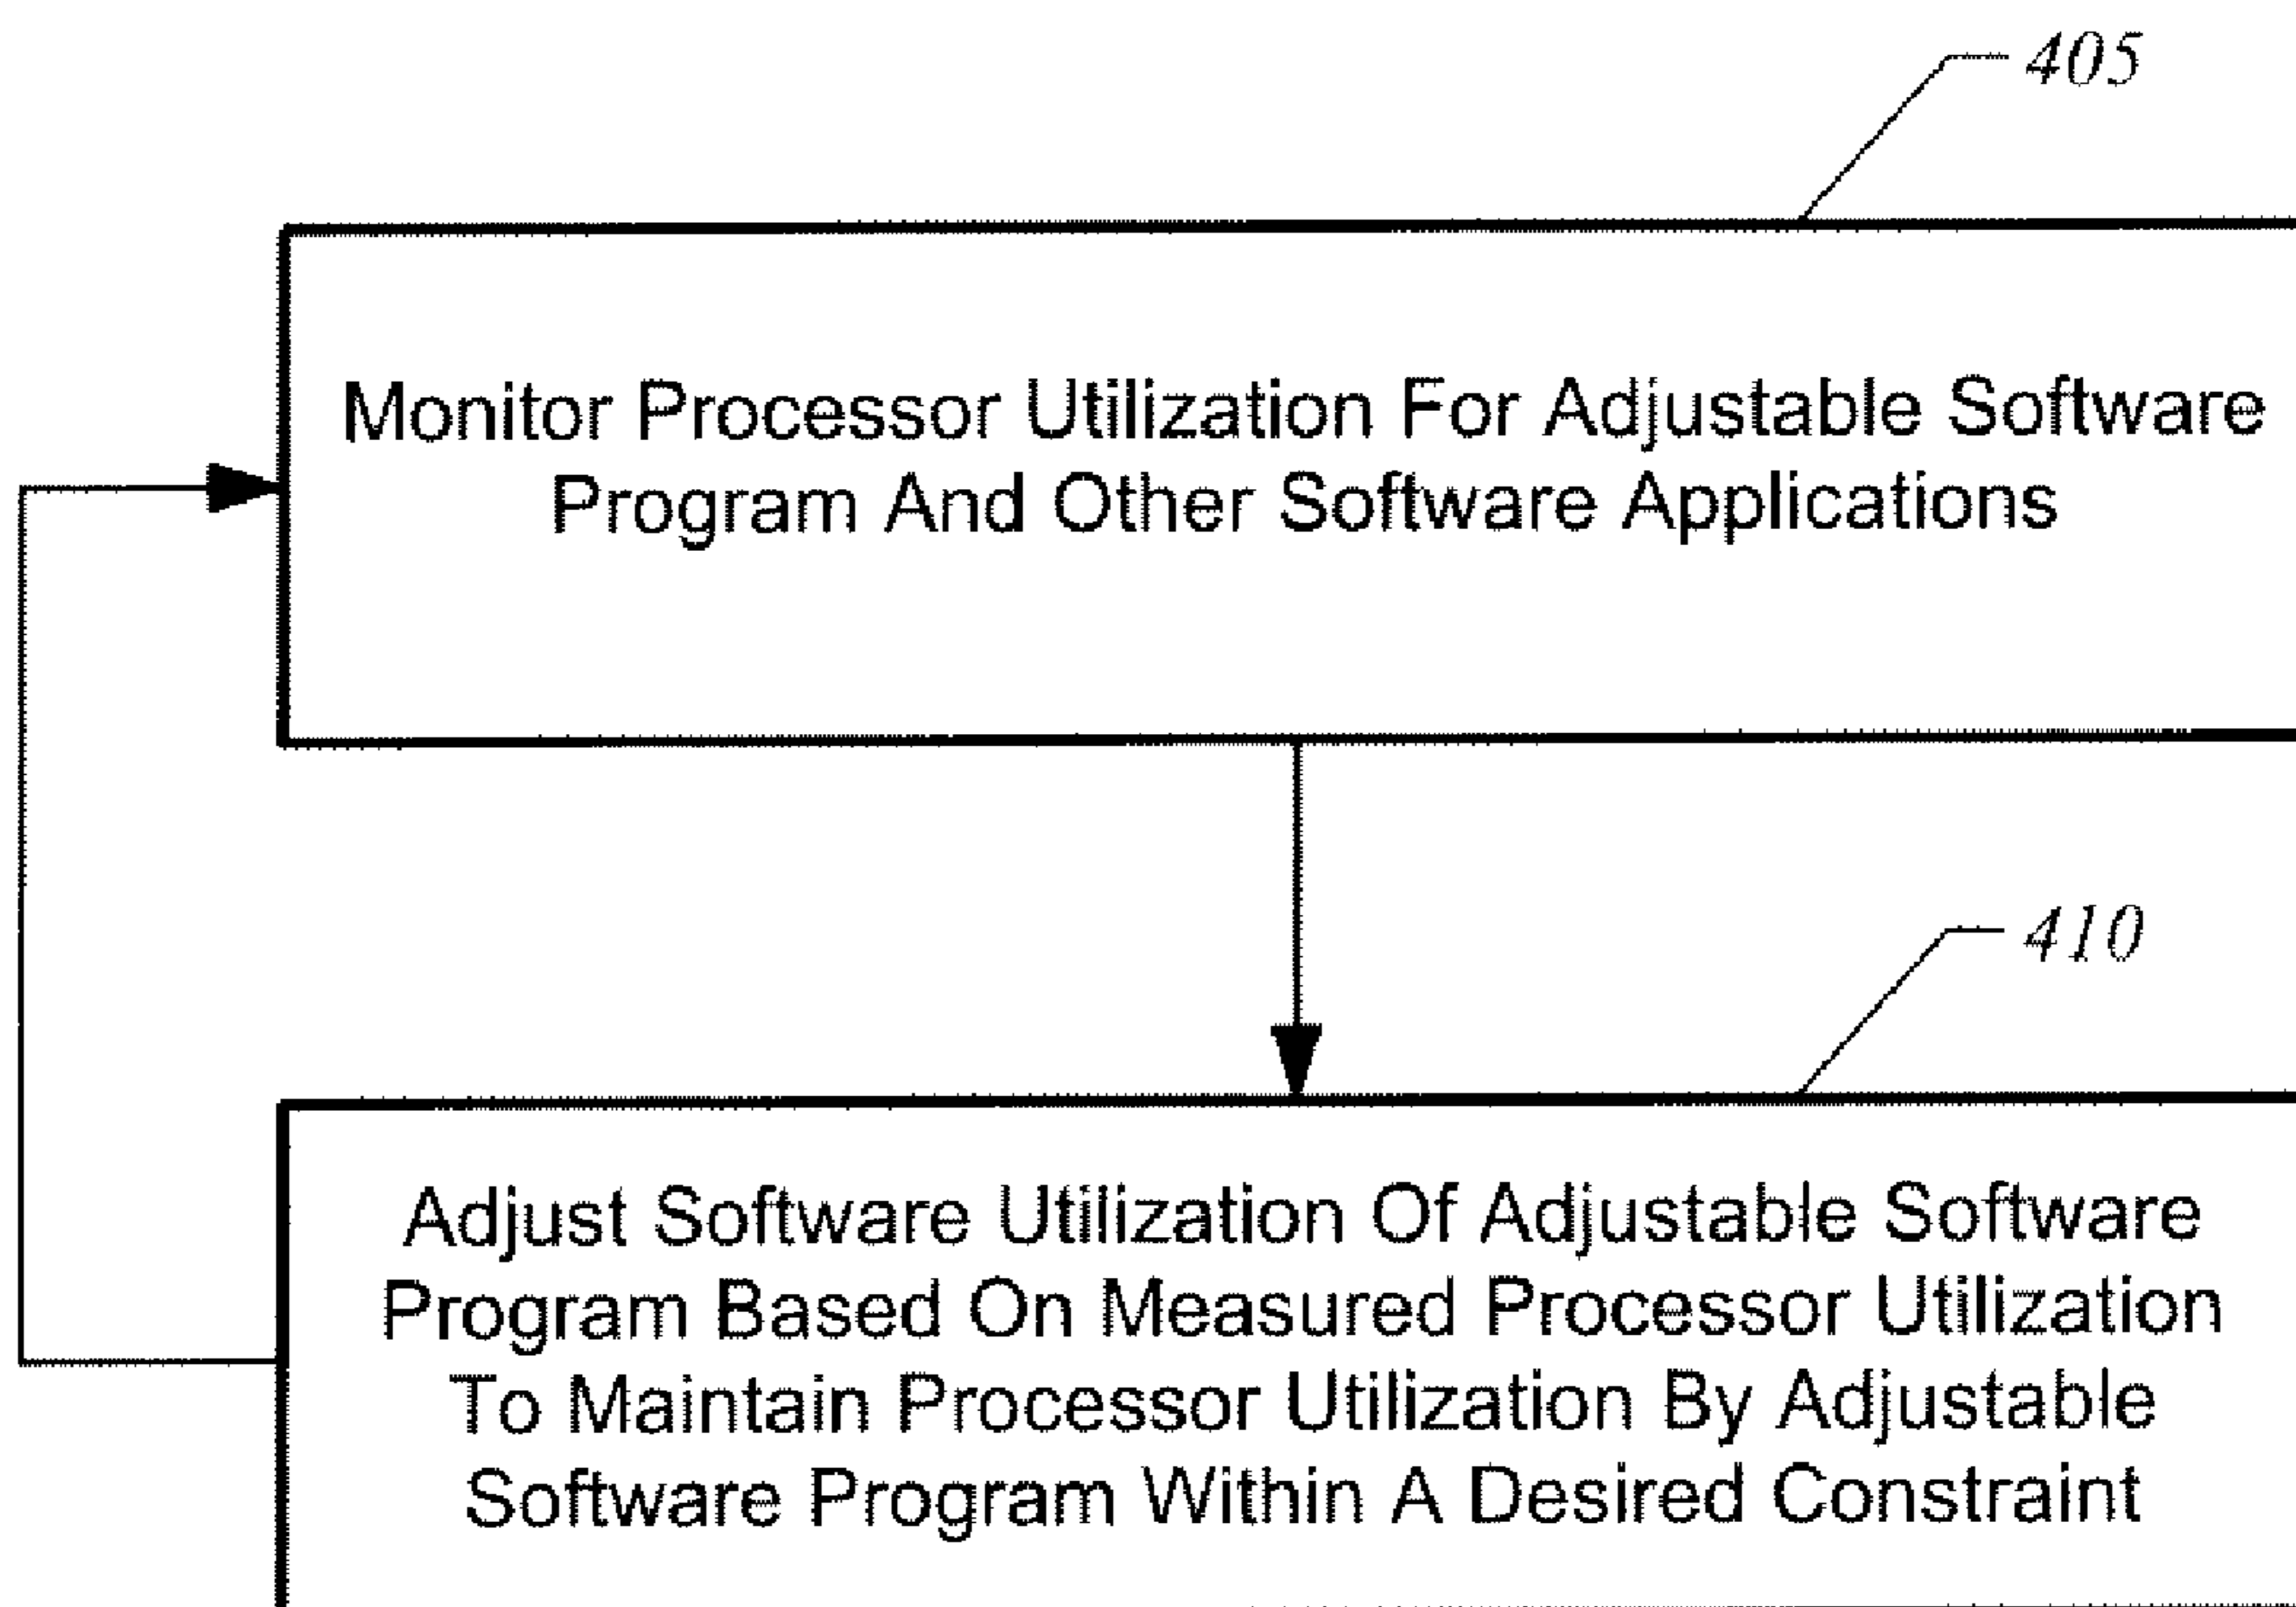 405
Monitor Processor Utilization For Adjustable Software
Program And Other Software Applications
410
Adjust Software Utilization Of Adjustable Software
Program Based On Measured Processor Utilization
To Maintain Processor Utilization By Adjustable
Software Program Within A Desired Constraint